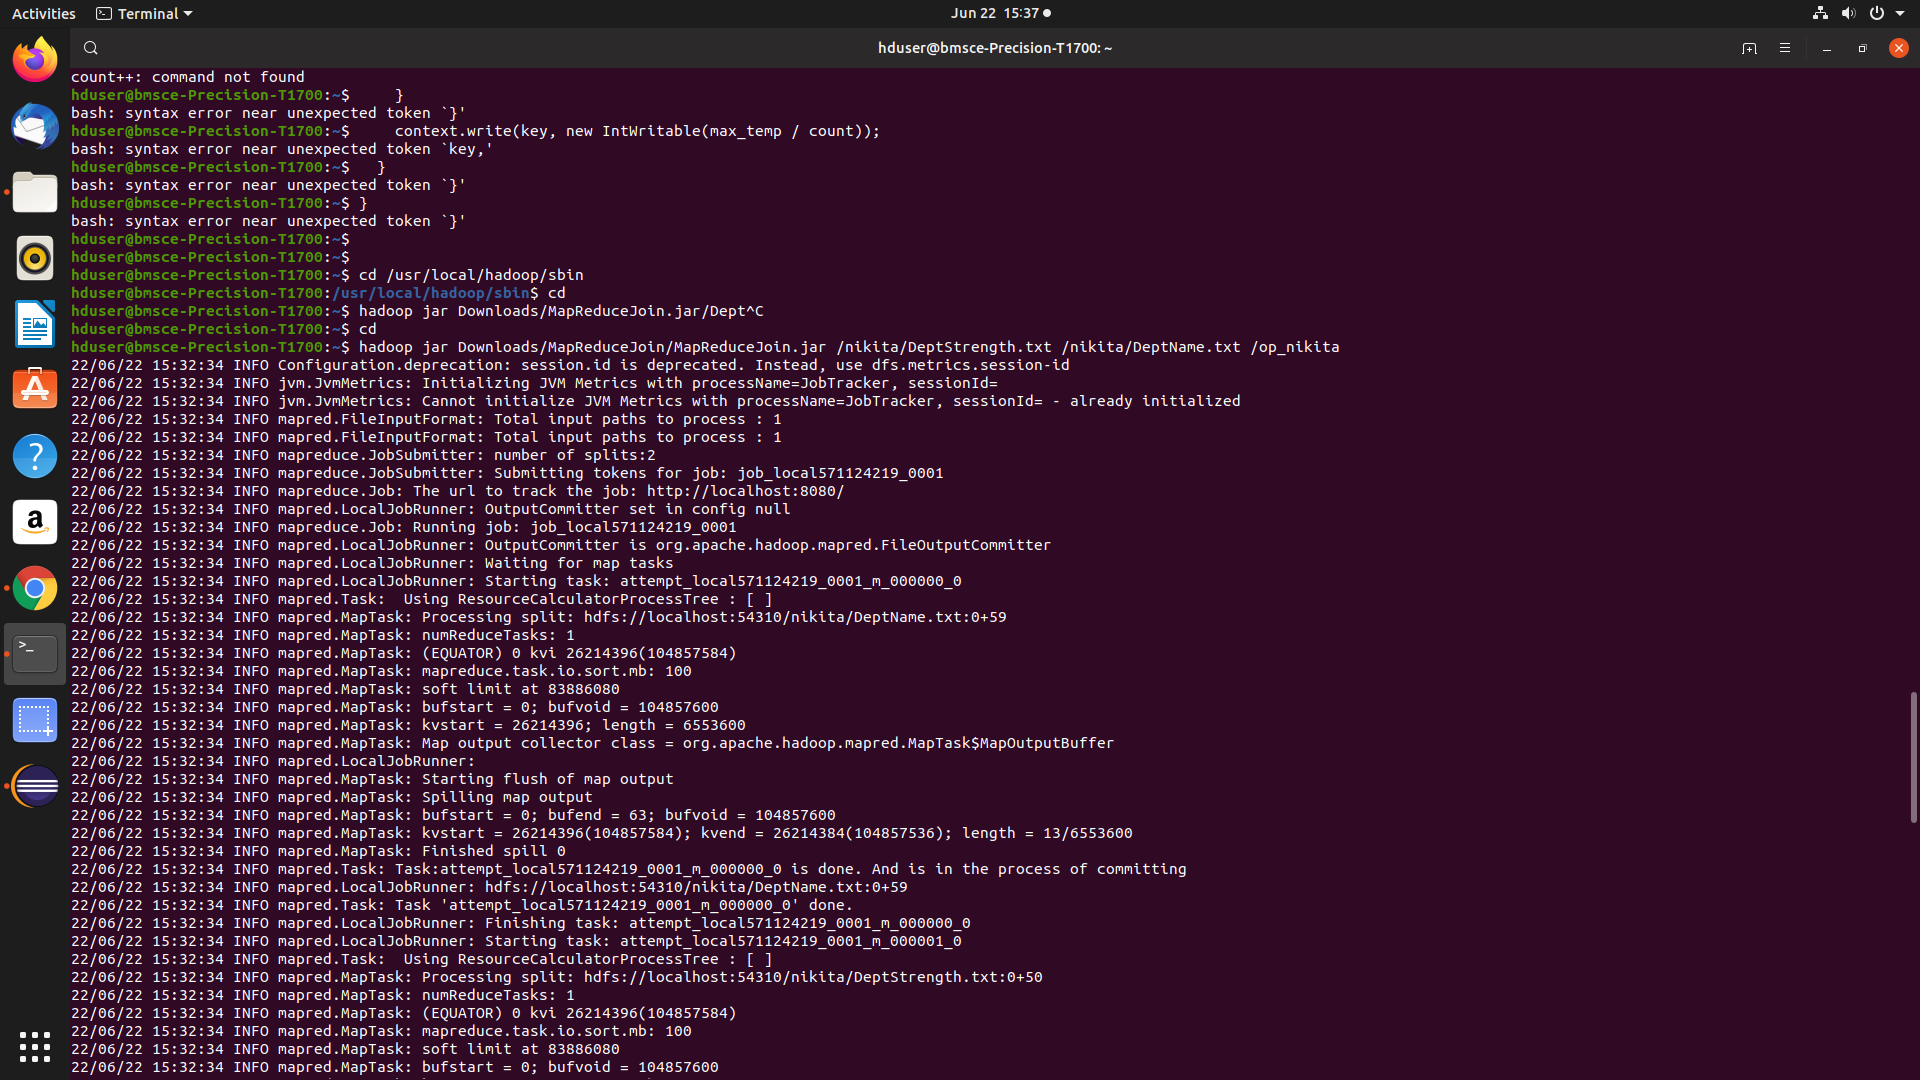 Activities
Terminal
Jun 22 15:37
hduser@bmsce-Precision-T1700: ~
count++: command not found
hduser@bmsce-Precision-T1700:~$     }
bash: syntax error near unexpected token `}'
hduser@bmsce-Precision-T1700:~$     context.write(key, new IntWritable(max_temp / count));
bash: syntax error near unexpected token `key,'
hduser@bmsce-Precision-T1700:~$   }
bash: syntax error near unexpected token `}'
hduser@bmsce-Precision-T1700:~$ }
bash: syntax error near unexpected token `}'
hduser@bmsce-Precision-T1700:~$
hduser@bmsce-Precision-T1700:~$
hduser@bmsce-Precision-T1700:~$ cd /usr/local/hadoop/sbin
hduser@bmsce-Precision-T1700:/usr/local/hadoop/sbin$ cd
hduser@bmsce-Precision-T1700:~$ hadoop jar Downloads/MapReduceJoin.jar/Dept^C
hduser@bmsce-Precision-T1700:~$ cd
hduser@bmsce-Precision-T1700:~$ hadoop jar Downloads/MapReduceJoin/MapReduceJoin.jar /nikita/DeptStrength.txt /nikita/DeptName.txt /op_nikita
22/06/22 15:32:34 INFO Configuration.deprecation: session.id is deprecated. Instead, use dfs.metrics.session-id
22/06/22 15:32:34 INFO jvm.JvmMetrics: Initializing JVM Metrics with processName=JobTracker, sessionId=
22/06/22 15:32:34 INFO jvm.JvmMetrics: Cannot initialize JVM Metrics with processName=JobTracker, sessionId= - already initialized
22/06/22 15:32:34 INFO mapred.FileInputFormat: Total input paths to process : 1
22/06/22 15:32:34 INFO mapred.FileInputFormat: Total input paths to process : 1
22/06/22 15:32:34 INFO mapreduce.JobSubmitter: number of splits:2
22/06/22 15:32:34 INFO mapreduce.JobSubmitter: Submitting tokens for job: job_local571124219_0001
22/06/22 15:32:34 INFO mapreduce.Job: The url to track the job: http://localhost:8080/
22/06/22 15:32:34 INFO mapred.LocalJobRunner: OutputCommitter set in config null
22/06/22 15:32:34 INFO mapreduce.Job: Running job: job_local571124219_0001
22/06/22 15:32:34 INFO mapred.LocalJobRunner: OutputCommitter is org.apache.hadoop.mapred.FileOutputCommitter
22/06/22 15:32:34 INFO mapred.LocalJobRunner: Waiting for map tasks
22/06/22 15:32:34 INFO mapred.LocalJobRunner: Starting task: attempt_local571124219_0001_m_000000_0
22/06/22 15:32:34 INFO mapred.Task:  Using ResourceCalculatorProcessTree : [ ]
22/06/22 15:32:34 INFO mapred.MapTask: Processing split: hdfs://localhost:54310/nikita/DeptName.txt:0+59
22/06/22 15:32:34 INFO mapred.MapTask: numReduceTasks: 1
22/06/22 15:32:34 INFO mapred.MapTask: (EQUATOR) 0 kvi 26214396(104857584)
22/06/22 15:32:34 INFO mapred.MapTask: mapreduce.task.io.sort.mb: 100
22/06/22 15:32:34 INFO mapred.MapTask: soft limit at 83886080
22/06/22 15:32:34 INFO mapred.MapTask: bufstart = 0; bufvoid = 104857600
22/06/22 15:32:34 INFO mapred.MapTask: kvstart = 26214396; length = 6553600
22/06/22 15:32:34 INFO mapred.MapTask: Map output collector class = org.apache.hadoop.mapred.MapTask$MapOutputBuffer
22/06/22 15:32:34 INFO mapred.LocalJobRunner:
22/06/22 15:32:34 INFO mapred.MapTask: Starting flush of map output
22/06/22 15:32:34 INFO mapred.MapTask: Spilling map output
22/06/22 15:32:34 INFO mapred.MapTask: bufstart = 0; bufend = 63; bufvoid = 104857600
22/06/22 15:32:34 INFO mapred.MapTask: kvstart = 26214396(104857584); kvend = 26214384(104857536); length = 13/6553600
22/06/22 15:32:34 INFO mapred.MapTask: Finished spill 0
22/06/22 15:32:34 INFO mapred.Task: Task:attempt_local571124219_0001_m_000000_0 is done. And is in the process of committing
22/06/22 15:32:34 INFO mapred.LocalJobRunner: hdfs://localhost:54310/nikita/DeptName.txt:0+59
22/06/22 15:32:34 INFO mapred.Task: Task 'attempt_local571124219_0001_m_000000_0' done.
22/06/22 15:32:34 INFO mapred.LocalJobRunner: Finishing task: attempt_local571124219_0001_m_000000_0
22/06/22 15:32:34 INFO mapred.LocalJobRunner: Starting task: attempt_local571124219_0001_m_000001_0
22/06/22 15:32:34 INFO mapred.Task:  Using ResourceCalculatorProcessTree : [ ]
22/06/22 15:32:34 INFO mapred.MapTask: Processing split: hdfs://localhost:54310/nikita/DeptStrength.txt:0+50
22/06/22 15:32:34 INFO mapred.MapTask: numReduceTasks: 1
22/06/22 15:32:34 INFO mapred.MapTask: (EQUATOR) 0 kvi 26214396(104857584)
22/06/22 15:32:34 INFO mapred.MapTask: mapreduce.task.io.sort.mb: 100
22/06/22 15:32:34 INFO mapred.MapTask: soft limit at 83886080
22/06/22 15:32:34 INFO mapred.MapTask: bufstart = 0; bufvoid = 104857600